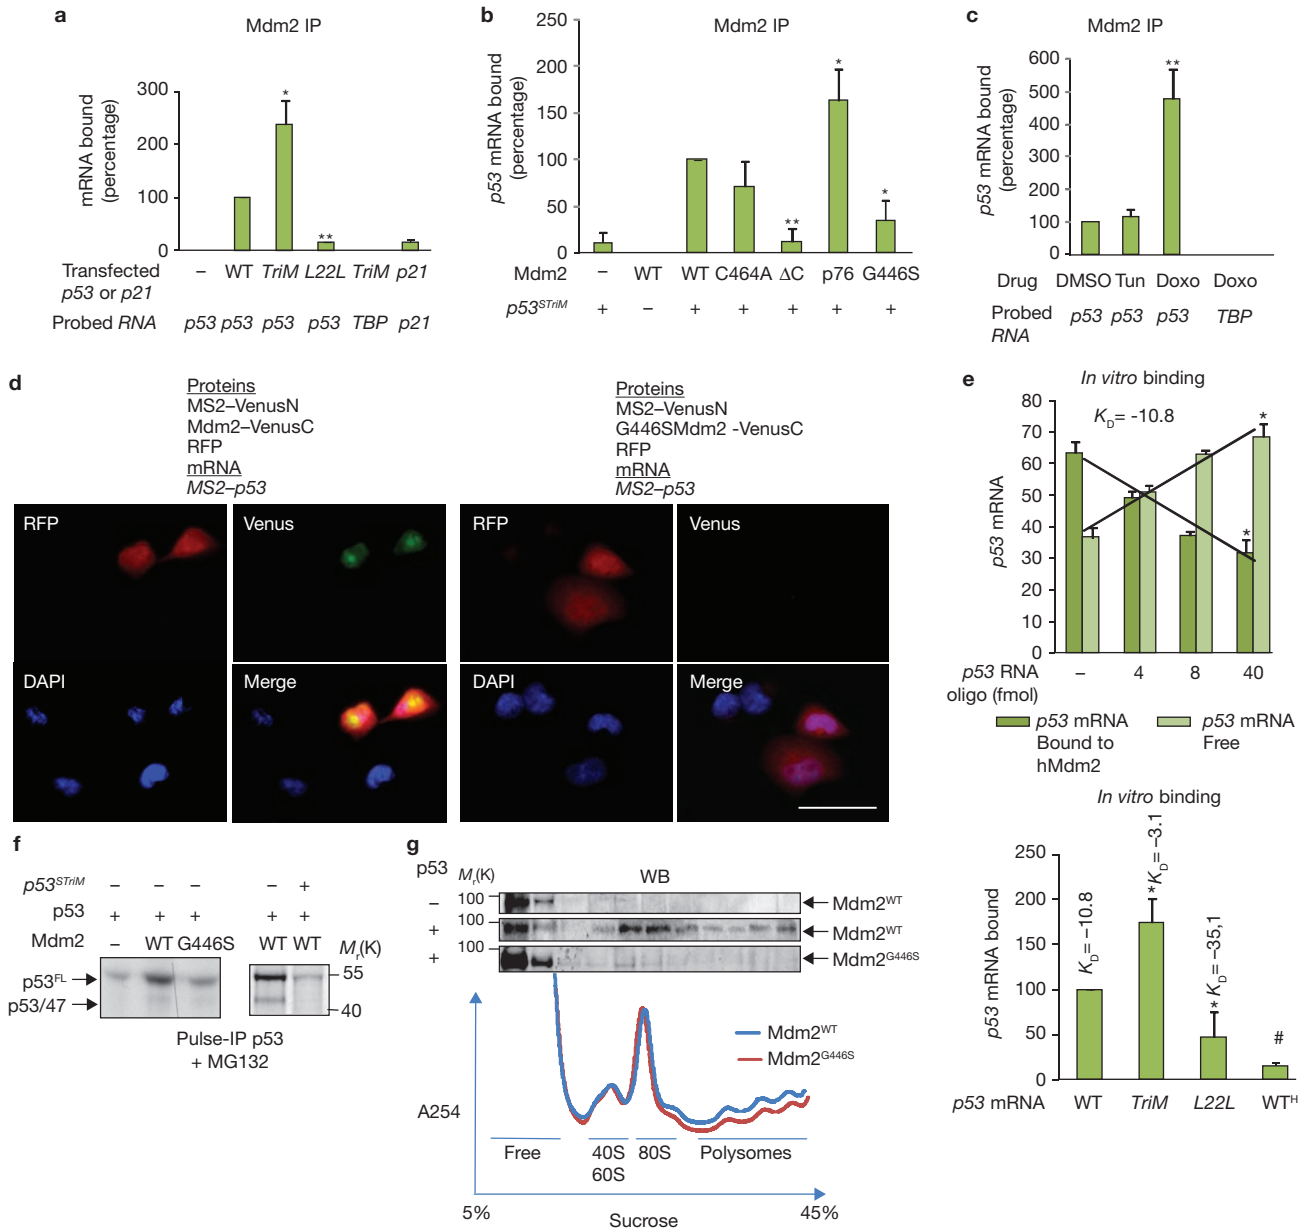 a
Mdm2 IP
mRNA bound
(percentage)
300
200
100
0
Transfected
p53 or p21
– WT TriM L22L TriM p21
Probed RNA p53 p53 p53 p53 TBP p21
*
**
b
Mdm2 IP
p53 mRNA bound
(percentage)
250
200
150
100
50
0
*
**
*
Mdm2 – WT WT C464A ΔC p76 G446S
p53STriM + – + + + + +
c
Mdm2 IP
p53 mRNA bound
(percentage)
600
500
400
300
200
100
0
**
Drug DMSO Tun Doxo Doxo
Probed
RNA
p53 p53 p53 TBP
d
Proteins
MS2–VenusN
Mdm2–VenusC
RFP
mRNA
MS2–p53
Proteins
MS2–VenusN
G446SMdm2 -VenusC
RFP
mRNA
MS2–p53
RFP Venus RFP Venus
DAPI Merge DAPI Merge
e
In vitro binding
KD= -10.8
p53 mRNA
80
70
60
50
40
30
20
10
0
*
*
p53 RNA
oligo (fmol)
– 4 8 40
p53 mRNA
Bound to
hMdm2
p53 mRNA
Free
In vitro binding
p53 mRNA bound
250
200
150
100
50
0
KD= –10.8
*KD= –3.1
* KD= –35,1
#
p53 mRNA WT TriM L22L WTH
f
p53STriM – – – – +
p53 + + + + +
Mdm2 – WT G446S WT WT Mr(K)
p53FL
p53/47
55
40
Pulse-IP p53
+ MG132
g
p53 Mr(K) WB
– 100 Mdm2WT
+ 100 Mdm2WT
+ 100 Mdm2G446S
Mdm2WT
Mdm2G446S
A254
Free 40S 80S Polysomes
60S
5% Sucrose 45%